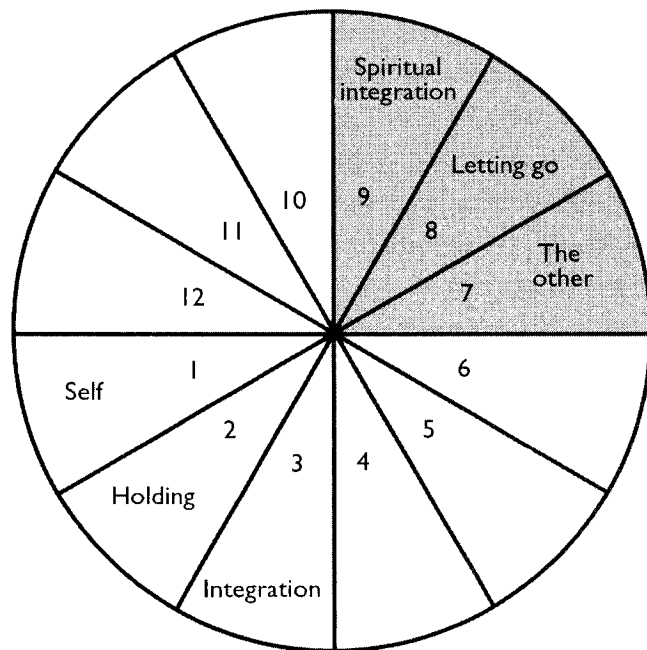 Spiritual
integration
Letting go
10
9
11
8
The
other
12
7
1
6
Self
2
5
3
4
Holding
Integration